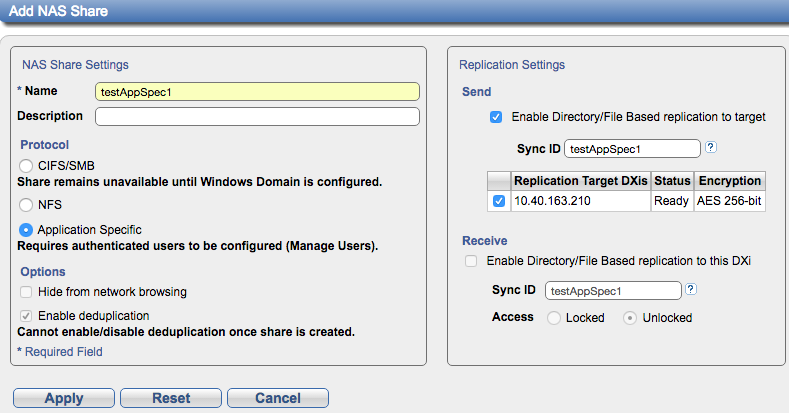 Add NAS Share
NAS Share Settings
* Name testAppSpec1
Description
Protocol
CIFS/SMB
Share remains unavailable until Windows Domain is configured.
NFS
Application Specific
Requires authenticated users to be configured (Manage Users).
Options
Hide from network browsing
Enable deduplication
Cannot enable/disable deduplication once share is created.
* Required Field
Replication Settings
Send
Enable Directory/File Based replication to target
Sync ID testAppSpec1 ?
Replication Target DXis Status Encryption
10.40.163.210 Ready AES 256-bit
Receive
Enable Directory/File Based replication to this DXi
Sync ID testAppSpec1 ?
Access Locked Unlocked
Apply Reset Cancel